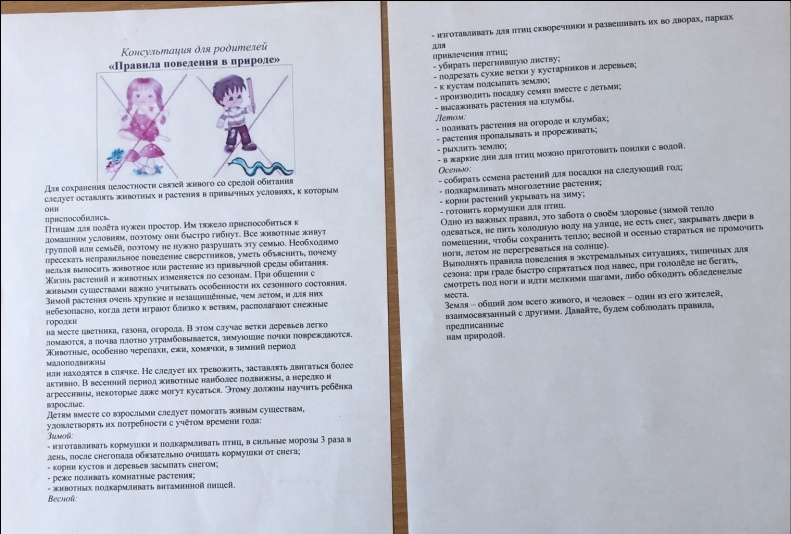 Консультация для родителей
«Правила поведения в природе»
Для сохранения целостности связей живого со средой обитания
следует оставлять животных и растения в привычных условиях, к которым
они
приспособились.
Птицам для полёта нужен простор. Им тяжело приспособиться к
домашним условиям, поэтому они быстро гибнут. Все животные живут
группой или семьёй, поэтому не нужно разрушать эту семью. Необходимо
пресекать неправильное поведение сверстников, уметь объяснить, почему
нельзя выносить животное или растение из привычной среды обитания.
Жизнь растений и животных изменяется по сезонам. При общении с
живыми существами важно учитывать особенности их сезонного состояния.
Зимой растения очень хрупкие и незащищённые, чем летом, и для них
небезопасно, когда дети играют близко к ветвям, располагают снежные
городки
на месте цветника, газона, огорода. В этом случае ветки деревьев легко
ломаются, а почва плотно утрамбовывается, зимующие почки повреждаются.
Животные, особенно черепахи, ежи, хомячки, в зимний период
малоподвижны
или находятся в спячке. Не следует их тревожить, заставлять двигаться более
активно. В весенний период животные наиболее подвижны, а нередко и
агрессивны, некоторые даже могут кусаться. Этому должны научить ребёнка
взрослые.
Детям вместе со взрослыми следует помогать живым существам,
удовлетворять их потребности с учётом времени года:
Зимой:
- изготавливать кормушки и подкармливать птиц, в сильные морозы 3 раза в
день, после снегопада обязательно очищать кормушки от снега;
- корни кустов и деревьев засыпать снегом;
- реже поливать комнатные растения;
- животных подкармливать витаминной пищей.
Весной:
- изготавливать для птиц скворечники и развешивать их во дворах, парках
для
привлечения птиц;
- убирать перегнившую листву;
- подрезать сухие ветки у кустарников и деревьев;
- к кустам подсыпать землю;
- производить посадку семян вместе с детьми;
- высаживать растения на клумбы.
Летом:
- поливать растения на огороде и клумбах;
- растения пропалывать и прореживать;
- рыхлить землю;
- в жаркие дни для птиц можно приготовить поилки с водой.
Осенью:
- собирать семена растений для посадки на следующий год;
- подкармливать многолетние растения;
- корни растений укрывать на зиму;
- готовить кормушки для птиц.
Одно из важных правил, это забота о своём здоровье (зимой тепло
одеваться, не пить холодную воду на улице, не есть снег, закрывать двери в
помещении, чтобы сохранить тепло; весной и осенью стараться не промочить
ноги, летом не перегреваться на солнце).
Выполнять правила поведения в экстремальных ситуациях, типичных для
сезона: при граде быстро спрятаться под навес, при гололёде не бегать,
смотреть под ноги и идти мелкими шагами, либо обходить обледенелые
места.
Земля – общий дом всего живого, и человек – один из его жителей,
взаимосвязанный с другими. Давайте, будем соблюдать правила,
предписанные
нам природой.